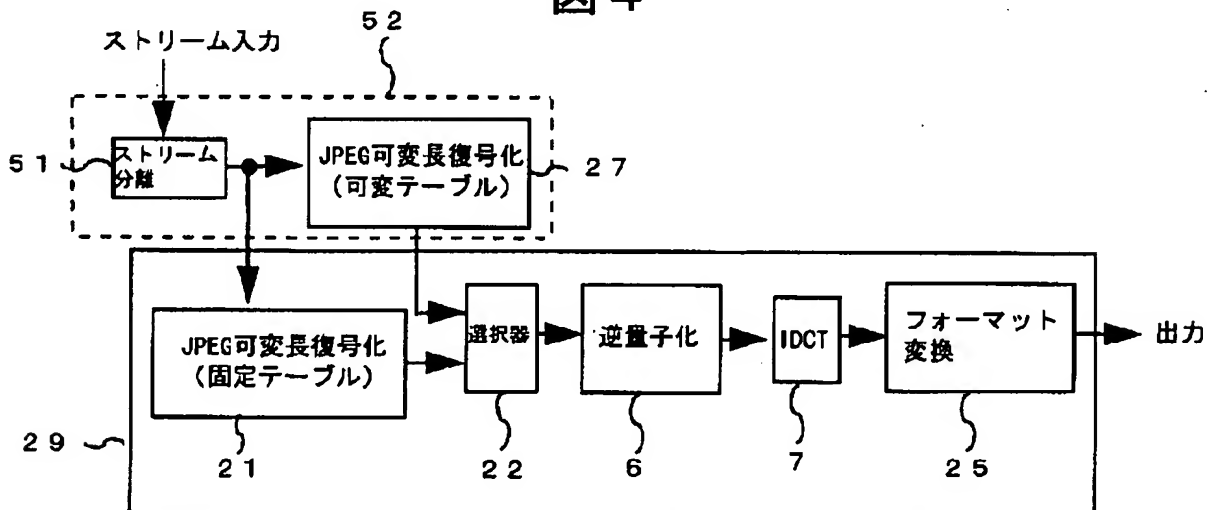 図4
52
ストリーム入力
51
ストリーム
分離
JPEG可変長復号化
(可変テーブル)
27
JPEG可変長復号化
(固定テーブル)
選択器
逆量子化
IDCT
フォーマット
変換
出力
29
21
22
6
7
25